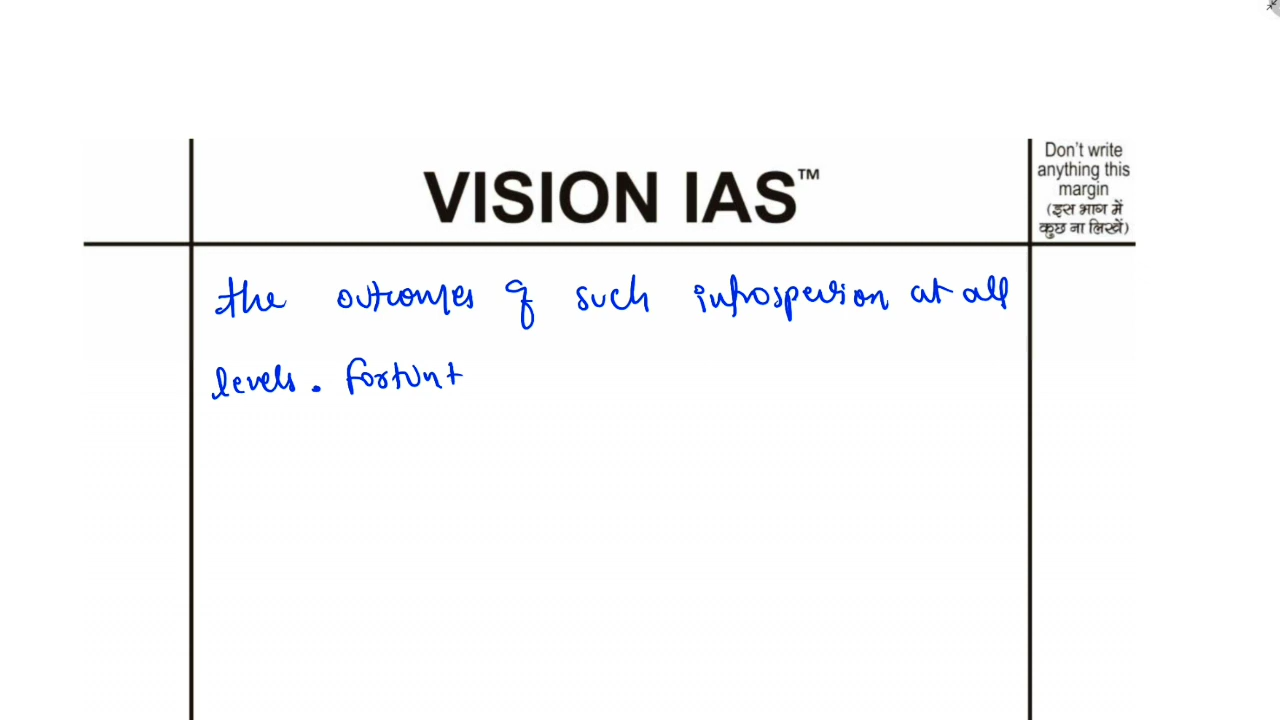 Don't write
anything this
margin
(इस भाग में
कुछ ना लिखें)
VISION IAS™
the outcomes of such introspection at all
levels. Fortunt